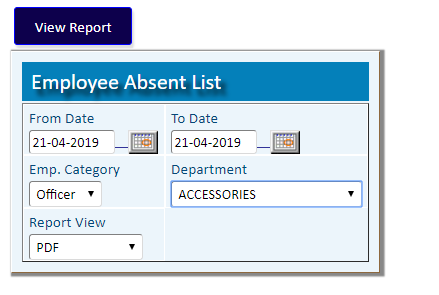 View Report
Employee Absent List
From Date To Date
21-04-2019 21-04-2019
Emp. Category Department
Officer ACCESSORIES
Report View
PDF